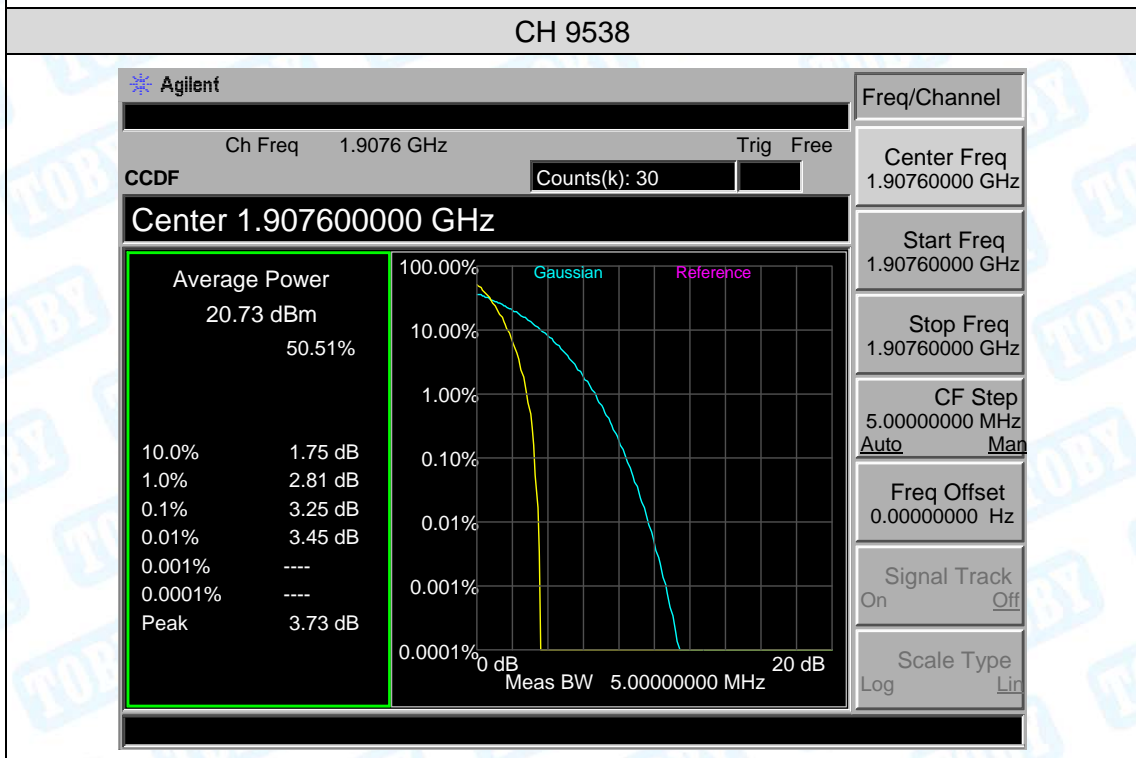 CH 9538
Agilent
Freq/Channel
Ch Freq 1.9076 GHz Trig Free
CCDF Counts(k): 30
Center 1.907600000 GHz
Average Power
20.73 dBm
50.51%
10.0% 1.75 dB
1.0% 2.81 dB
0.1% 3.25 dB
0.01% 3.45 dB
0.001% ----
0.0001% ----
Peak 3.73 dB
Gaussian Reference
100.00%
10.00%
1.00%
0.10%
0.01%
0.001%
0.0001%
0 dB 20 dB
Meas BW 5.00000000 MHz
Center Freq
1.90760000 GHz
Start Freq
1.90760000 GHz
Stop Freq
1.90760000 GHz
CF Step
5.00000000 MHz
Auto Man
Freq Offset
0.00000000 Hz
Signal Track
On Off
Scale Type
Log Lin
TOBY
TOBY
TOBY
TOBY
TOBY
TOBY